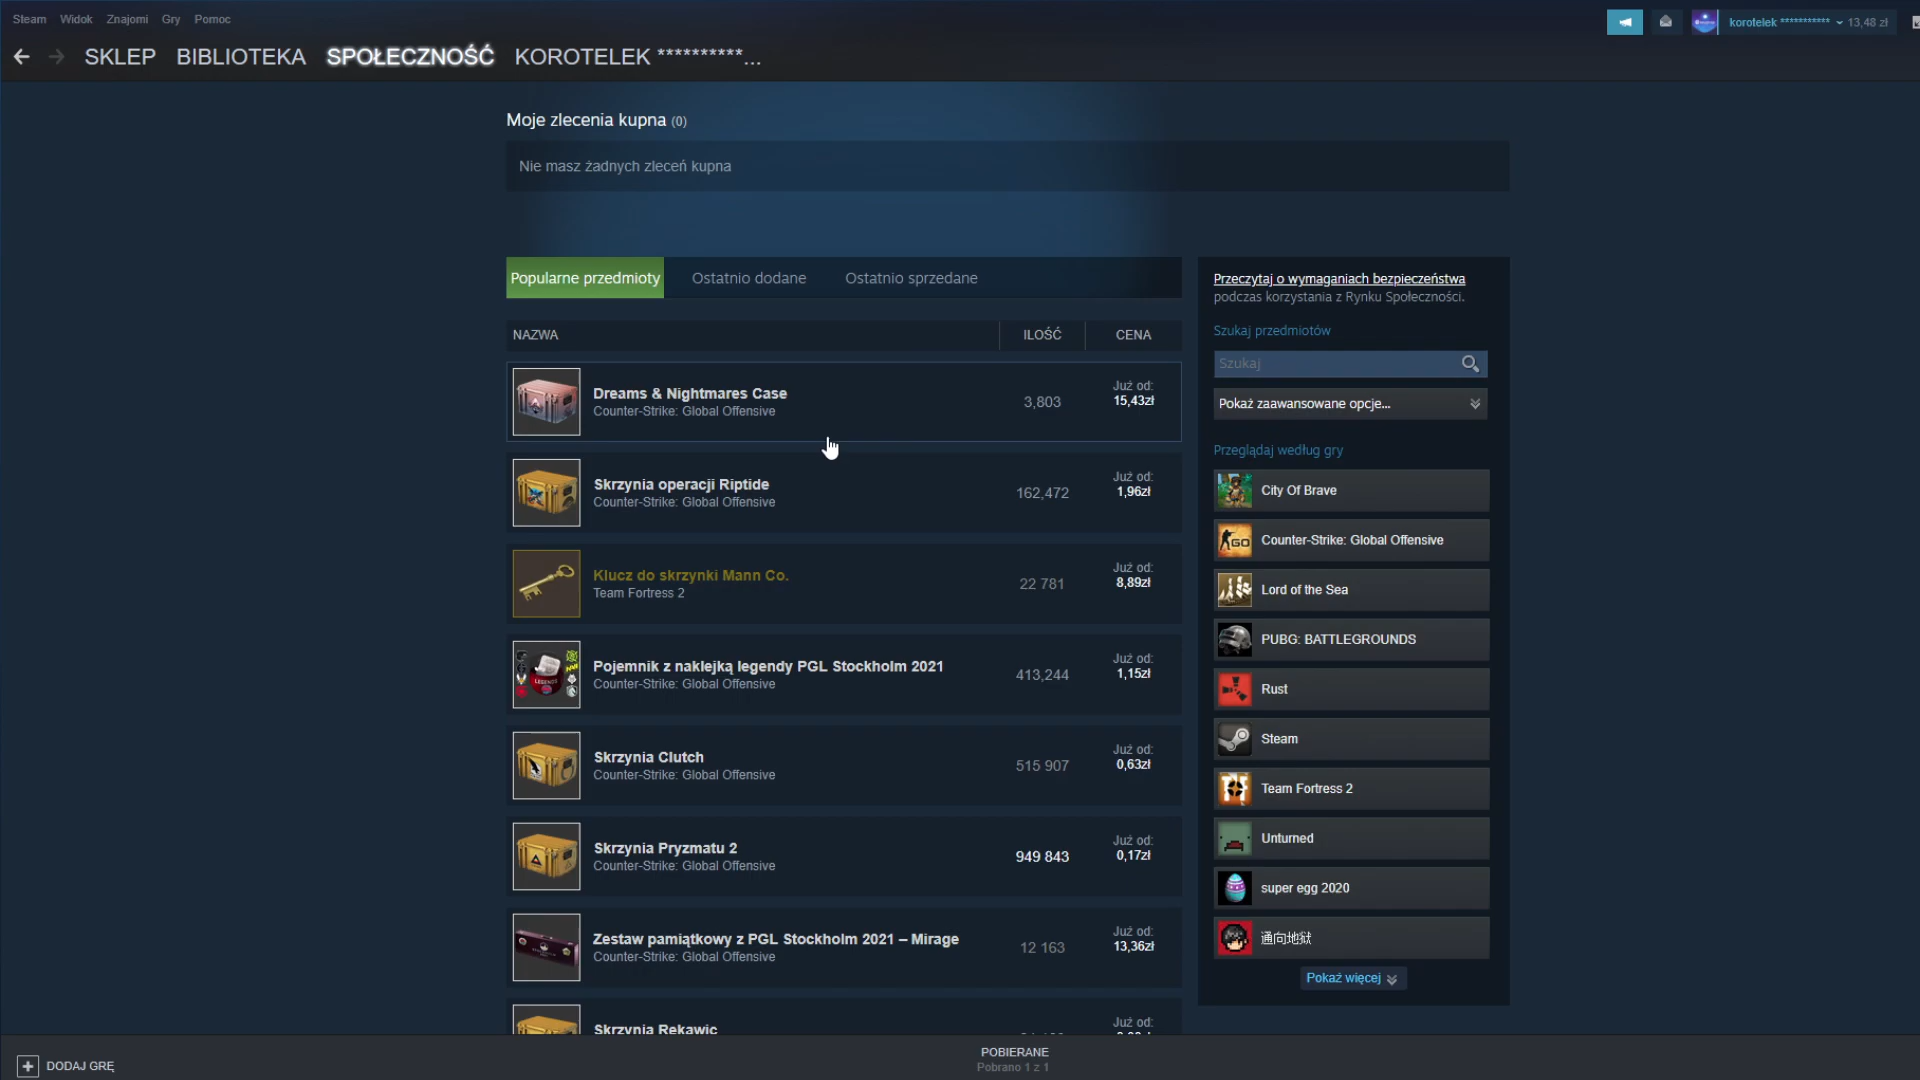 Steam Widok Znajomi Gry Pomoc
korotelek *********** 13,48 zł
SKLEP BIBLIOTEKA SPOŁECZNOŚĆ KOROTELEK **********...
Moje zlecenia kupna (0)
Nie masz żadnych zleceń kupna
Popularne przedmioty Ostatnio dodane Ostatnio sprzedane
NAZWA ILOŚĆ CENA
Dreams & Nightmares Case
Counter-Strike: Global Offensive
3,803
Już od:
15,43zł
Skrzynia operacji Riptide
Counter-Strike: Global Offensive
162,472
Już od:
1,96zł
Klucz do skrzynki Mann Co.
Team Fortress 2
22 781
Już od:
8,89zł
Pojemnik z naklejką legendy PGL Stockholm 2021
Counter-Strike: Global Offensive
413,244
Już od:
1,15zł
Skrzynia Clutch
Counter-Strike: Global Offensive
515 907
Już od:
0,63zł
Skrzynia Pryzmatu 2
Counter-Strike: Global Offensive
949 843
Już od:
0,17zł
Zestaw pamiątkowy z PGL Stockholm 2021 – Mirage
Counter-Strike: Global Offensive
12 163
Już od:
13,36zł
Skrzynia Rękawic
Już od:
Przeczytaj o wymaganiach bezpieczeństwa
podczas korzystania z Rynku Społeczności.
Szukaj przedmiotów
Szukaj
Pokaż zaawansowane opcje...
Przeglądaj według gry
City Of Brave
GO
Counter-Strike: Global Offensive
Lord of the Sea
PUBG: BATTLEGROUNDS
Rust
Steam
Team Fortress 2
Unturned
super egg 2020
通向地狱
Pokaż więcej
DODAJ GRĘ
POBIERANE
Pobrano 1 z 1